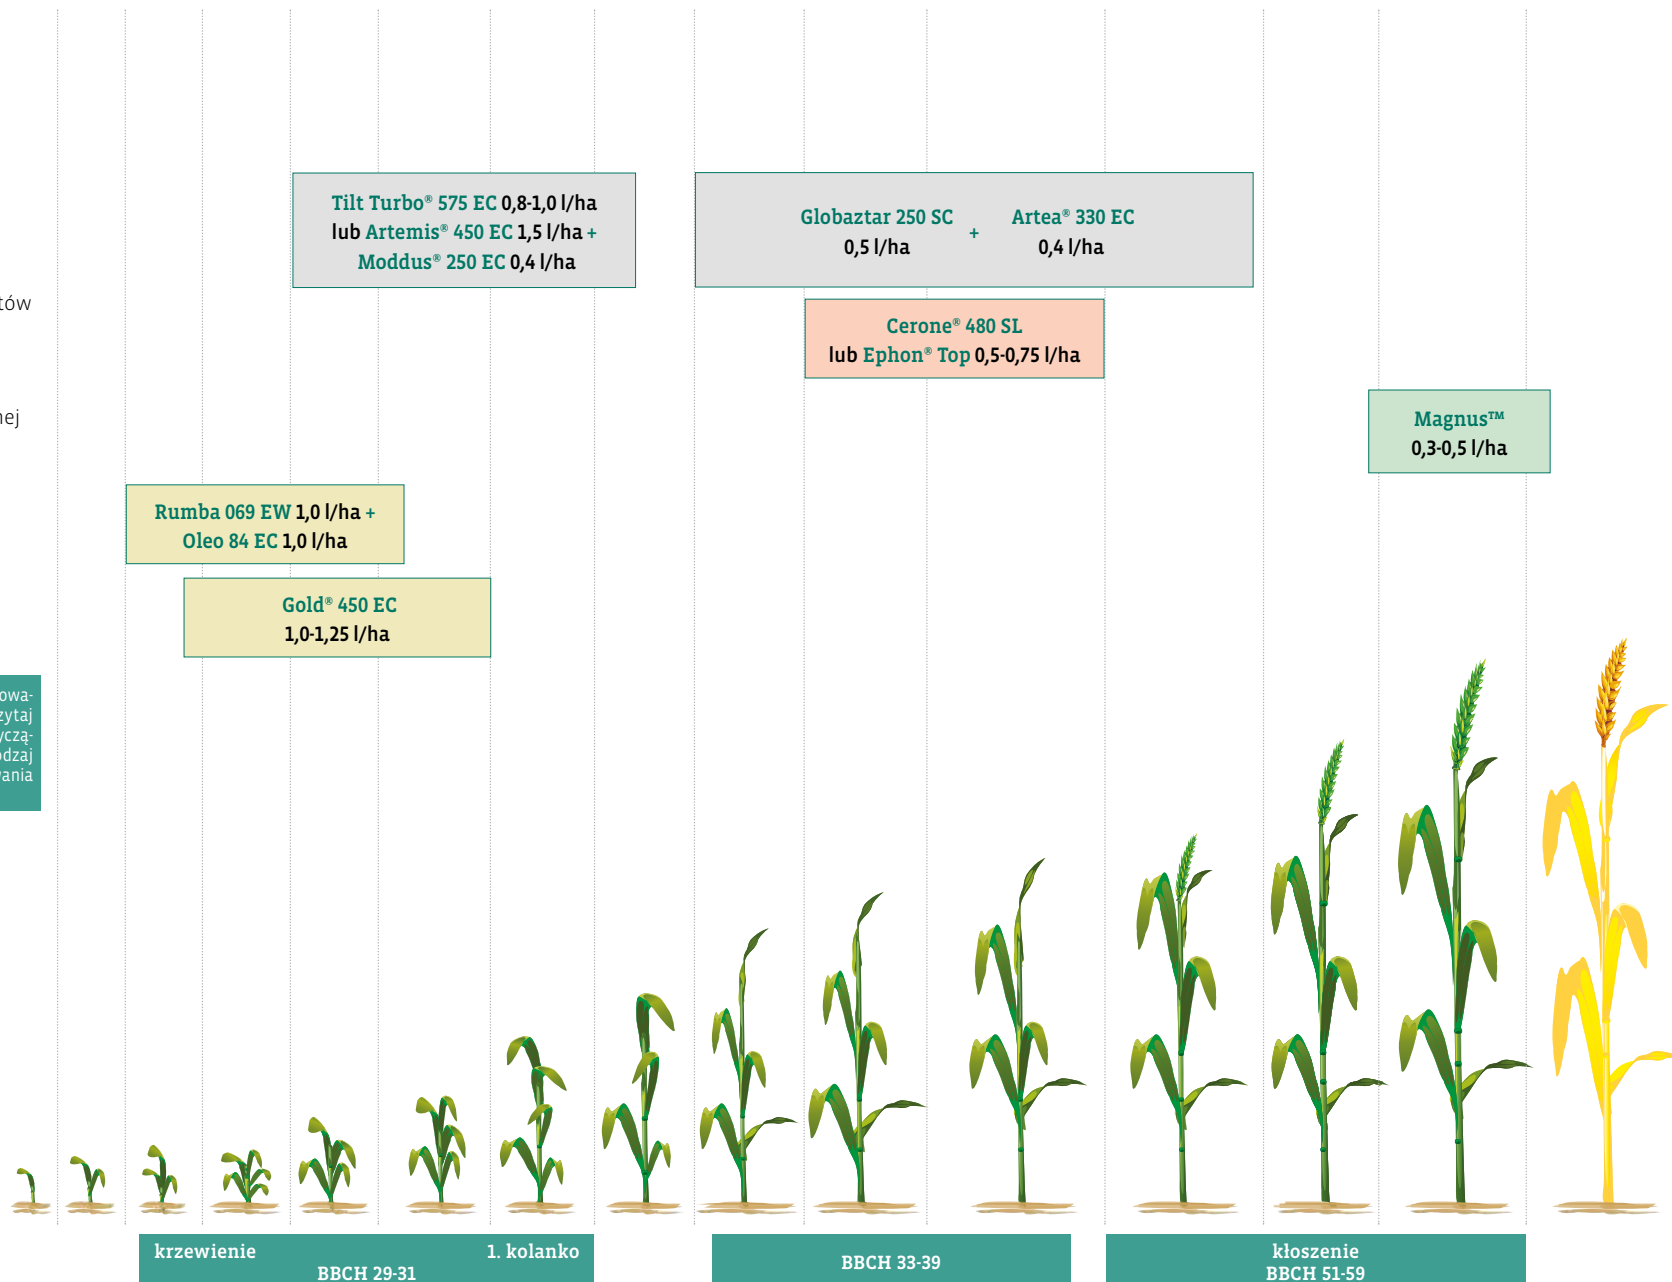 Tilt Turbo® 575 EC 0,8-1,0 l/ha
lub Artemis® 450 EC 1,5 l/ha +
Moddus® 250 EC 0,4 l/ha
Globaztar 250 SC + Artea® 330 EC
0,5 l/ha 0,4 l/ha
tów
Cerone® 480 SL
lub Ephon® Top 0,5-0,75 l/ha
nej
Magnus™
0,3-0,5 l/ha
Rumba 069 EW 1,0 l/ha +
Oleo 84 EC 1,0 l/ha
Gold® 450 EC
1,0-1,25 l/ha
owa-
zytaj
yczą-
odzaj
wania
krzewienie 1. kolanko
BBCH 29-31
BBCH 33-39
kłoszenie
BBCH 51-59